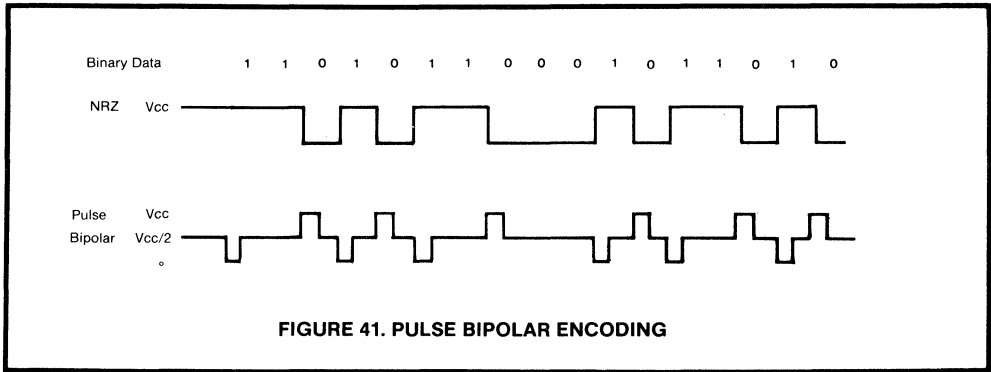 Binary Data 1 1 0 1 0 1 1 0 0 0 1 0 1 1 0 1 0
NRZ Vcc
Pulse Vcc
Bipolar Vcc/2
0
FIGURE 41. PULSE BIPOLAR ENCODING